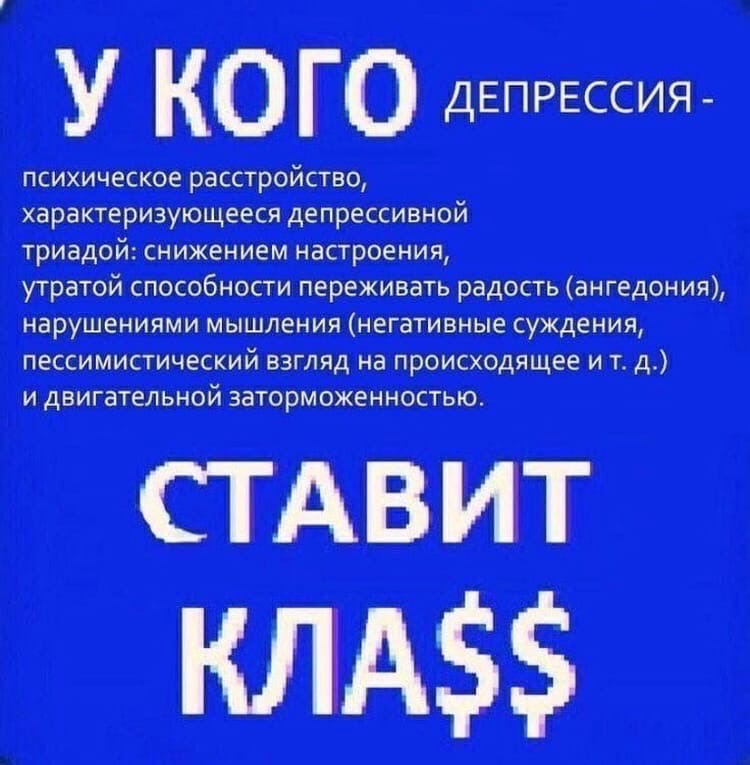 У КОГО ДЕПРЕССИЯ -
психическое расстройство,
характеризующееся депрессивной
триадой: снижением настроения,
утратой способности переживать радость (ангедония),
нарушениями мышления (негативные суждения,
пессимистический взгляд на происходящее и т. д.)
и двигательной заторможенностью.
СТАВИТ
КЛА$$